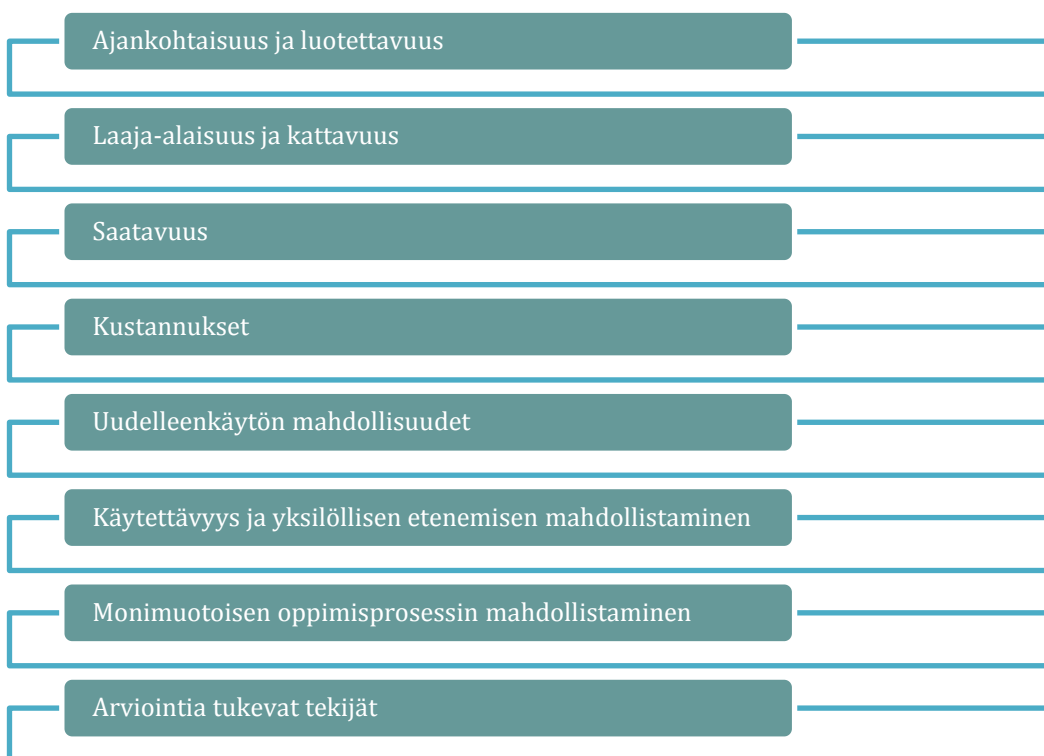 Ajankohtaisuus ja luotettavuus
Laaja-alaisuus ja kattavuus
Saatavuus
Kustannukset
Uudelleenkäytön mahdollisuudet
Käytettävyys ja yksilöllisen etenemisen mahdollistaminen
Monimuotoisen oppimisprosessin mahdollistaminen
Arviointia tukevat tekijät